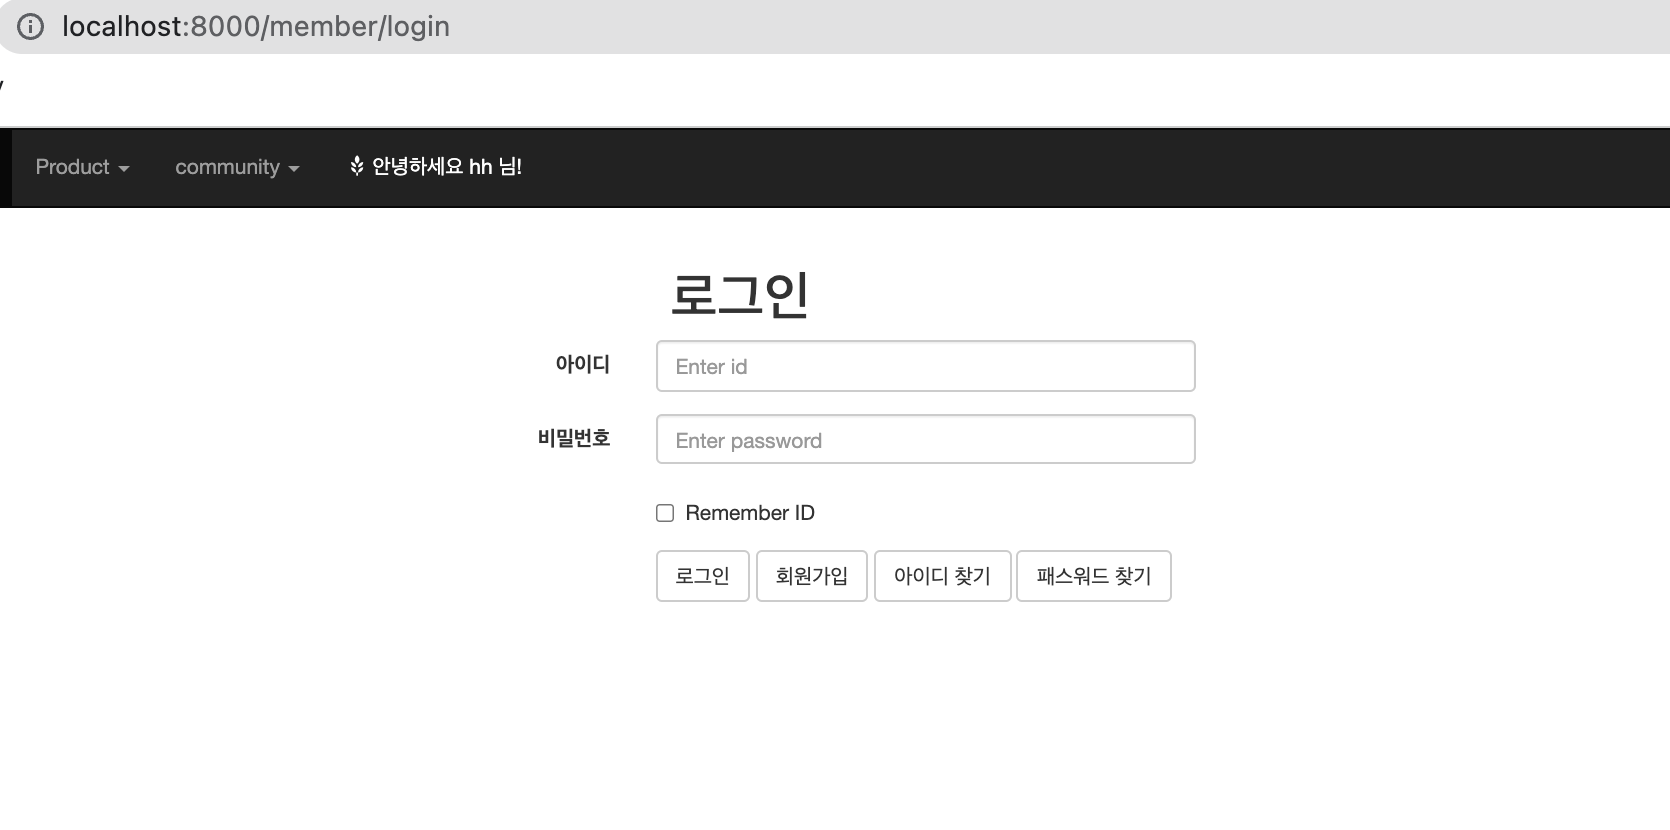 localhost:8000/member/login
Product community 안녕하세요 hh 님!
로그인
아이디 Enter id
비밀번호 Enter password
Remember ID
로그인 회원가입 아이디 찾기 패스워드 찾기